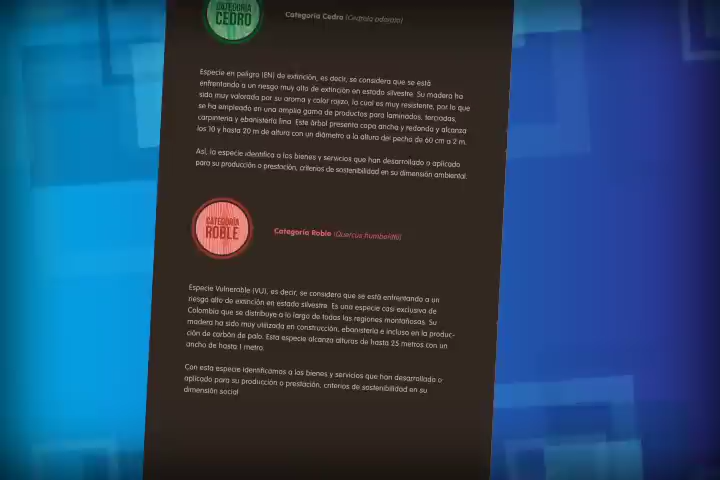 CATEGORÍA
CEDRO
Categoría Cedro (Cedrela odorata)
Especie en peligro (EN) de extinción, es decir, se considera que se está
enfrentando a un riesgo muy alto de extinción en estado silvestre. Su madera ha
sido muy valorada por su aroma y color rojizo, la cual es muy resistente, por lo que
se ha empleado en una amplia gama de productos para laminados, torneados,
carpintería y ebanistería fina. Este árbol presenta copa ancha y redonda y alcanza
los 10 y hasta 20 m de altura con un diámetro a la altura del pecho de 60 cm a 2 m.
Así, la especie identifica a los bienes y servicios que han desarrollado o aplicado
para su producción o prestación, criterios de sostenibilidad en su dimensión ambiental.
CATEGORÍA
ROBLE
Categoría Roble (Quercus humboldtii)
Especie Vulnerable (VU), es decir, se considera que se está enfrentando a un
riesgo alto de extinción en estado silvestre. Es una especie casi exclusiva de
Colombia que se distribuye a lo largo de todas las regiones montañosas. Su
madera ha sido muy utilizada en construcción, ebanistería e incluso en la produc-
ción de carbón de palo. Esta especie alcanza alturas de hasta 25 metros con un
ancho de hasta 1 metro.
Con esta especie identificamos a los bienes y servicios que han desarrollado o
aplicado para su producción o prestación, criterios de sostenibilidad en su
dimensión social